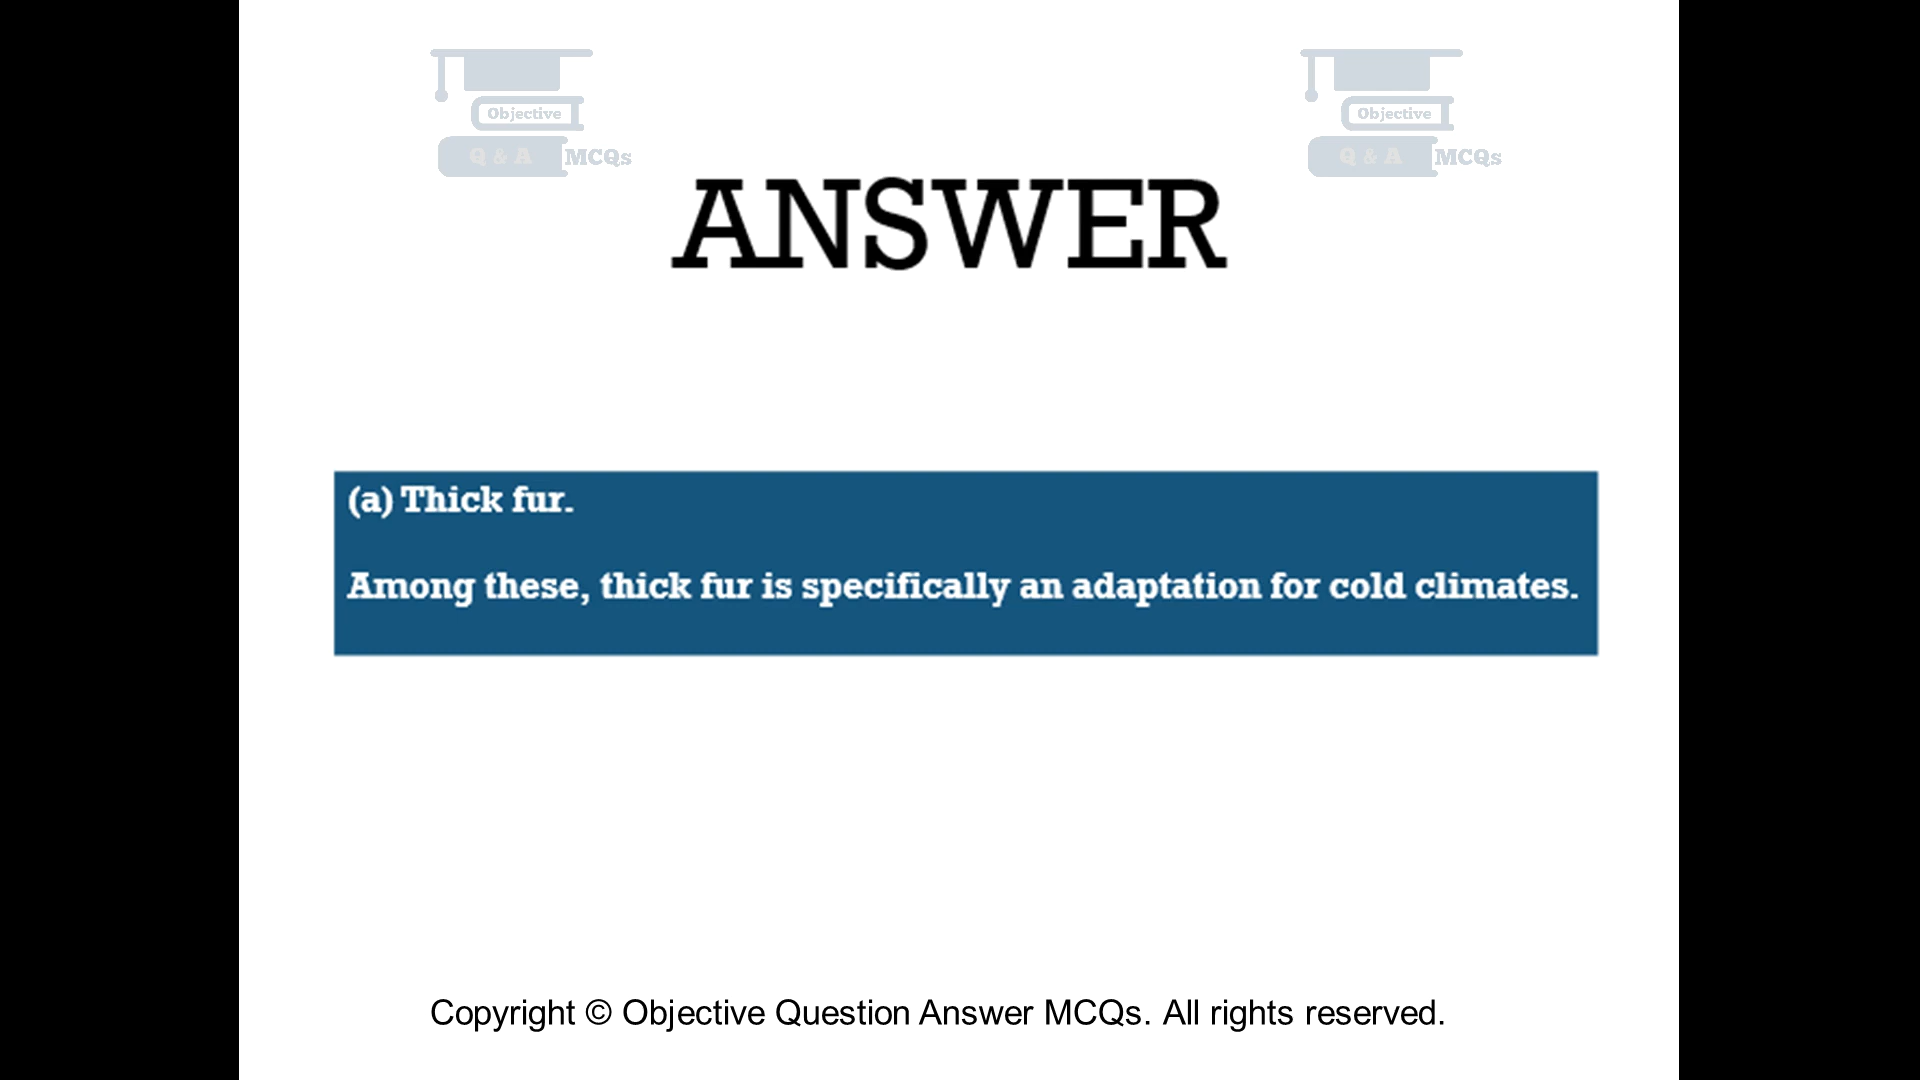 Objective
Q & A MCQs
Objective
Q & A MCQs
ANSWER
(a) Thick fur.
Among these, thick fur is specifically an adaptation for cold climates.
Copyright © Objective Question Answer MCQs. All rights reserved.